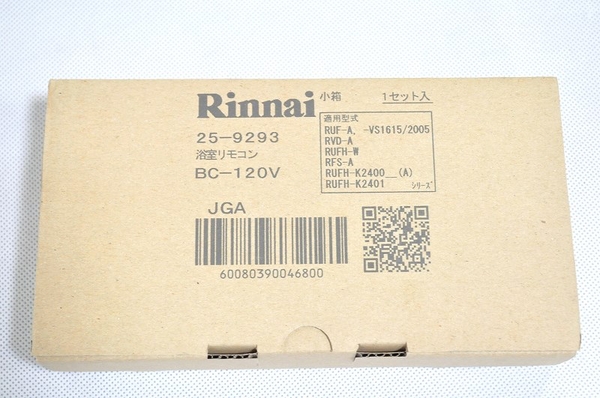 Rinnai 小箱 1セット入
25-9293
浴室リモコン
BC-120V
適用型式
RUF-A、-VS1615/2005
RVD-A
RUFH-W
RFS-A
RUFH-K2400__(A)
RUFH-K2401 シリーズ
JGA
60080390046800